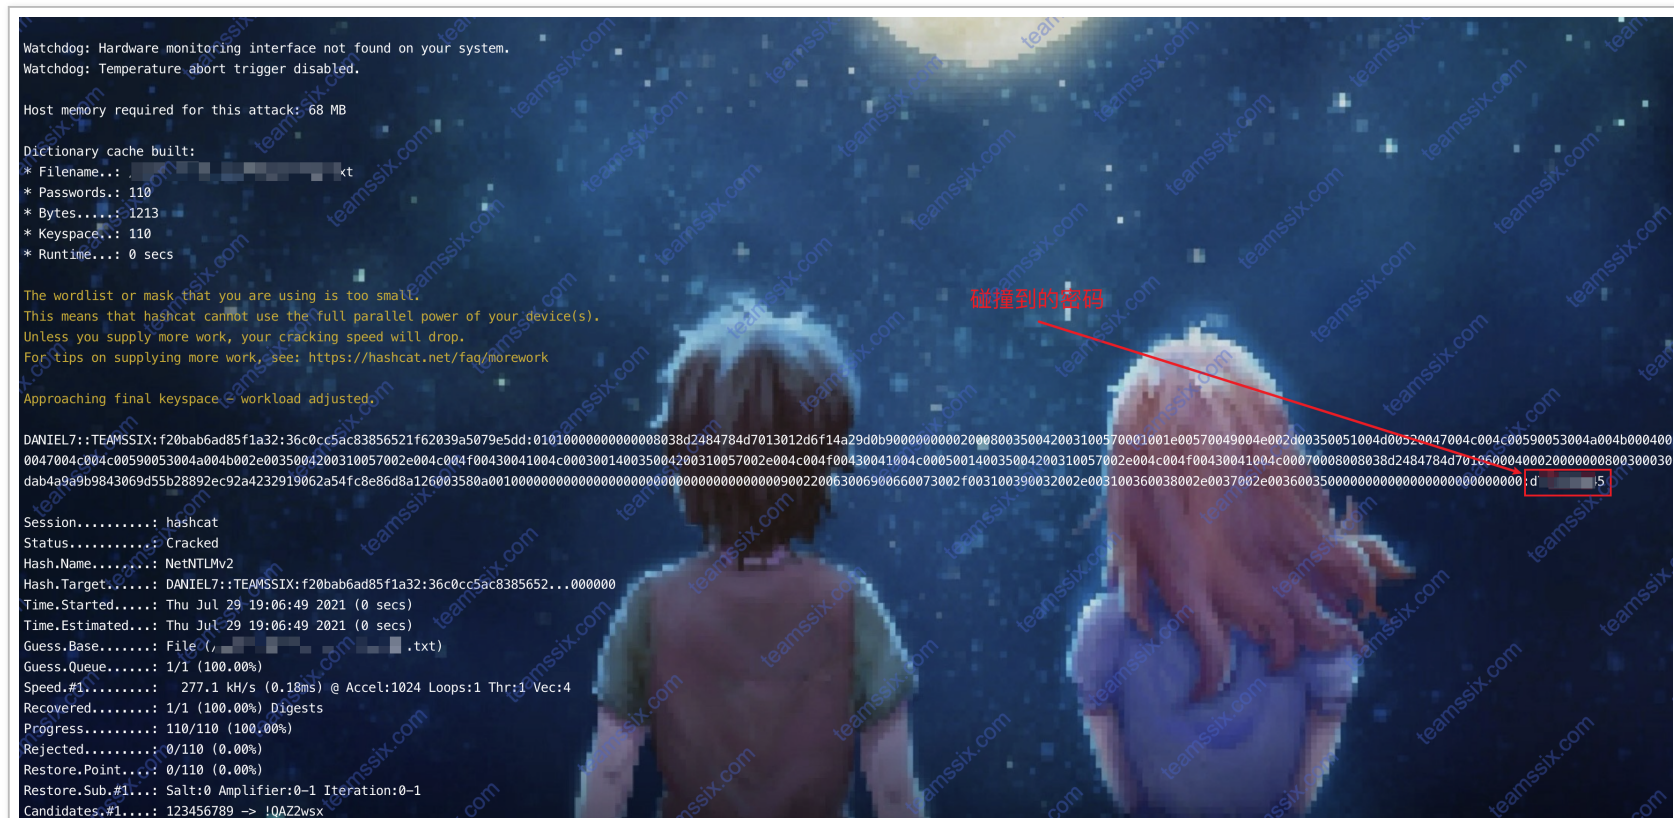 Watchdog: Hardware monitoring interface not found on your system.
Watchdog: Temperature abort trigger disabled.
Host memory required for this attack: 68 MB
Dictionary cache built:
* Filename..: xt
* Passwords.: 110
* Bytes.....: 1213
* Keyspace..: 110
* Runtime...: 0 secs
The wordlist or mask that you are using is too small.
This means that hashcat cannot use the full parallel power of your device(s).
Unless you supply more work, your cracking speed will drop.
For tips on supplying more work, see: https://hashcat.net/faq/morework
碰撞到的密码
Approaching final keyspace - workload adjusted.
DANIEL7::TEAMSSIX:f20bab6ad85f1a32:36c0cc5ac83856521f62039a5079e5dd:
Session..........: hashcat
Status...........: Cracked
Hash.Name........: NetNTLMv2
Hash.Target......: DANIEL7::TEAMSSIX:f20bab6ad85f1a32:36c0cc5ac8385652...000000
Time.Started.....: Thu Jul 29 19:06:49 2021 (0 secs)
Time.Estimated...: Thu Jul 29 19:06:49 2021 (0 secs)
Guess.Base.......: File (/ .txt)
Guess.Queue......: 1/1 (100.00%)
Speed.#1.........: 277.1 kH/s (0.18ms) @ Accel:1024 Loops:1 Thr:1 Vec:4
Recovered........: 1/1 (100.00%) Digests
Progress.........: 110/110 (100.00%)
Rejected.........: 0/110 (0.00%)
Restore.Point....: 0/110 (0.00%)
Restore.Sub.#1...: Salt:0 Amplifier:0-1 Iteration:0-1
Candidates.#1....: 123456789 -> !QAZ2wsx
teamssix.com